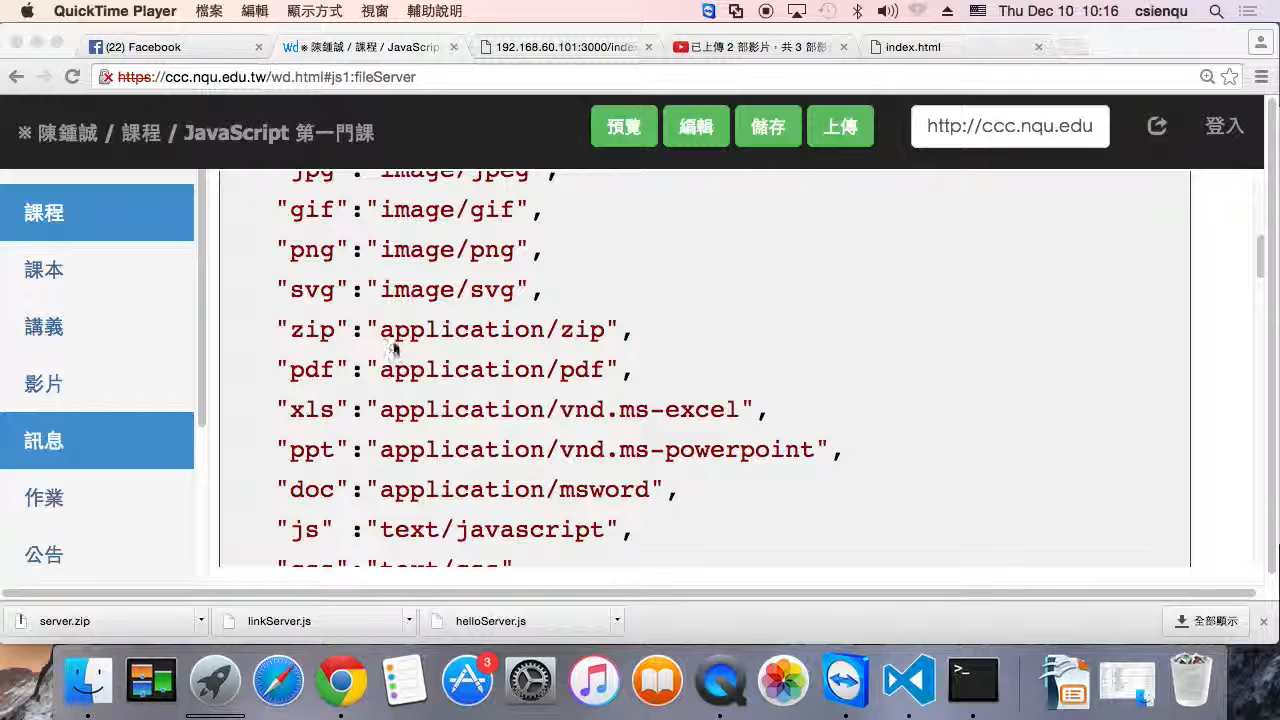 QuickTime Player 檔案 編輯 顯示方式 視窗 輔助說明 Thu Dec 10 10:16 csienqu
(22) Facebook
※ 陳鍾誠 / 課程 / JavaScrip
192.168.60.101:3000/inde
已上傳 2 部影片，共 3 部影
index.html
https://ccc.nqu.edu.tw/wd.html#js1:fileServer
※ 陳鍾誠 / 課程 / JavaScript 第一門課
預覽 編輯 儲存 上傳 http://ccc.nqu.edu 登入
課程
課本
講義
影片
訊息
作業
公告
"jpg":"image/jpeg",
"gif":"image/gif",
"png":"image/png",
"svg":"image/svg",
"zip":"application/zip",
"pdf":"application/pdf",
"xls":"application/vnd.ms-excel",
"ppt":"application/vnd.ms-powerpoint",
"doc":"application/msword",
"js" :"text/javascript",
"css":"text/css"
server.zip linkServer.js helloServer.js 全部顯示
3